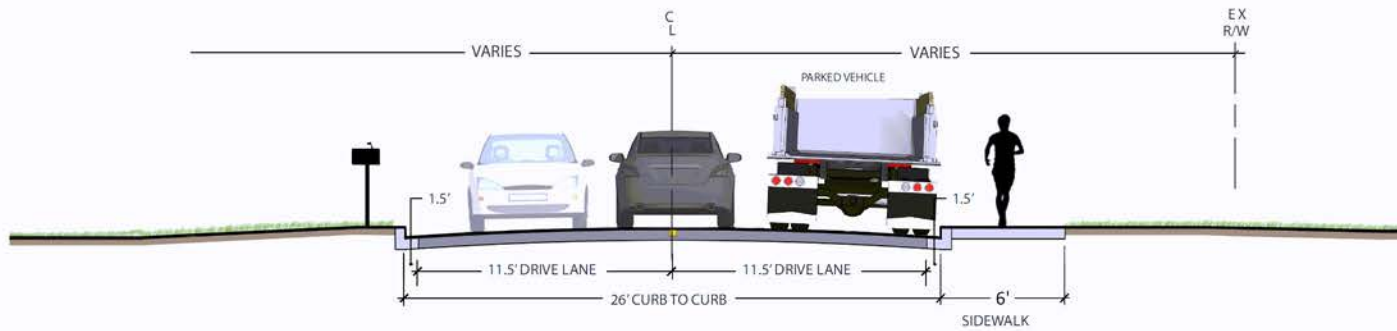 C
L
EX
R/W
VARIES
VARIES
PARKED VEHICLE
1.5'
1.5'
11.5' DRIVE LANE
11.5' DRIVE LANE
26' CURB TO CURB
6'
SIDEWALK